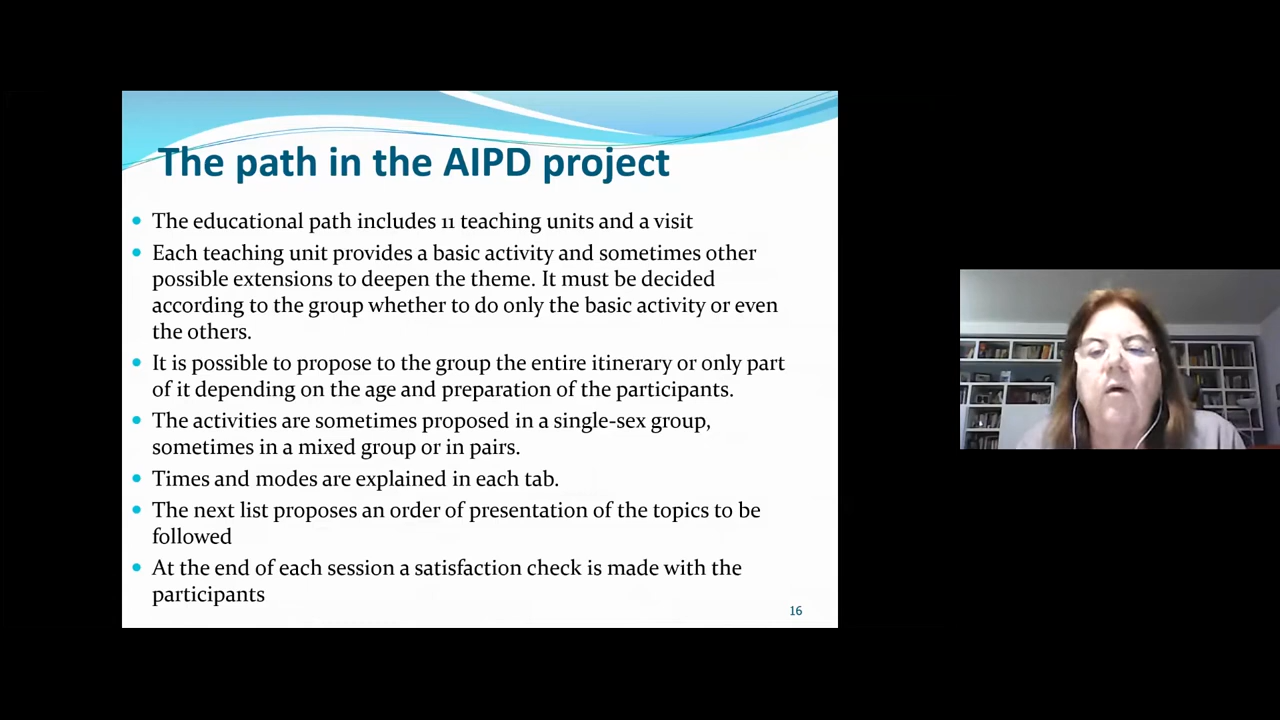 The path in the AIPD project
• The educational path includes 11 teaching units and a visit
• Each teaching unit provides a basic activity and sometimes other
possible extensions to deepen the theme. It must be decided
according to the group whether to do only the basic activity or even
the others.
• It is possible to propose to the group the entire itinerary or only part
of it depending on the age and preparation of the participants.
• The activities are sometimes proposed in a single-sex group,
sometimes in a mixed group or in pairs.
• Times and modes are explained in each tab.
• The next list proposes an order of presentation of the topics to be
followed
• At the end of each session a satisfaction check is made with the
participants
16